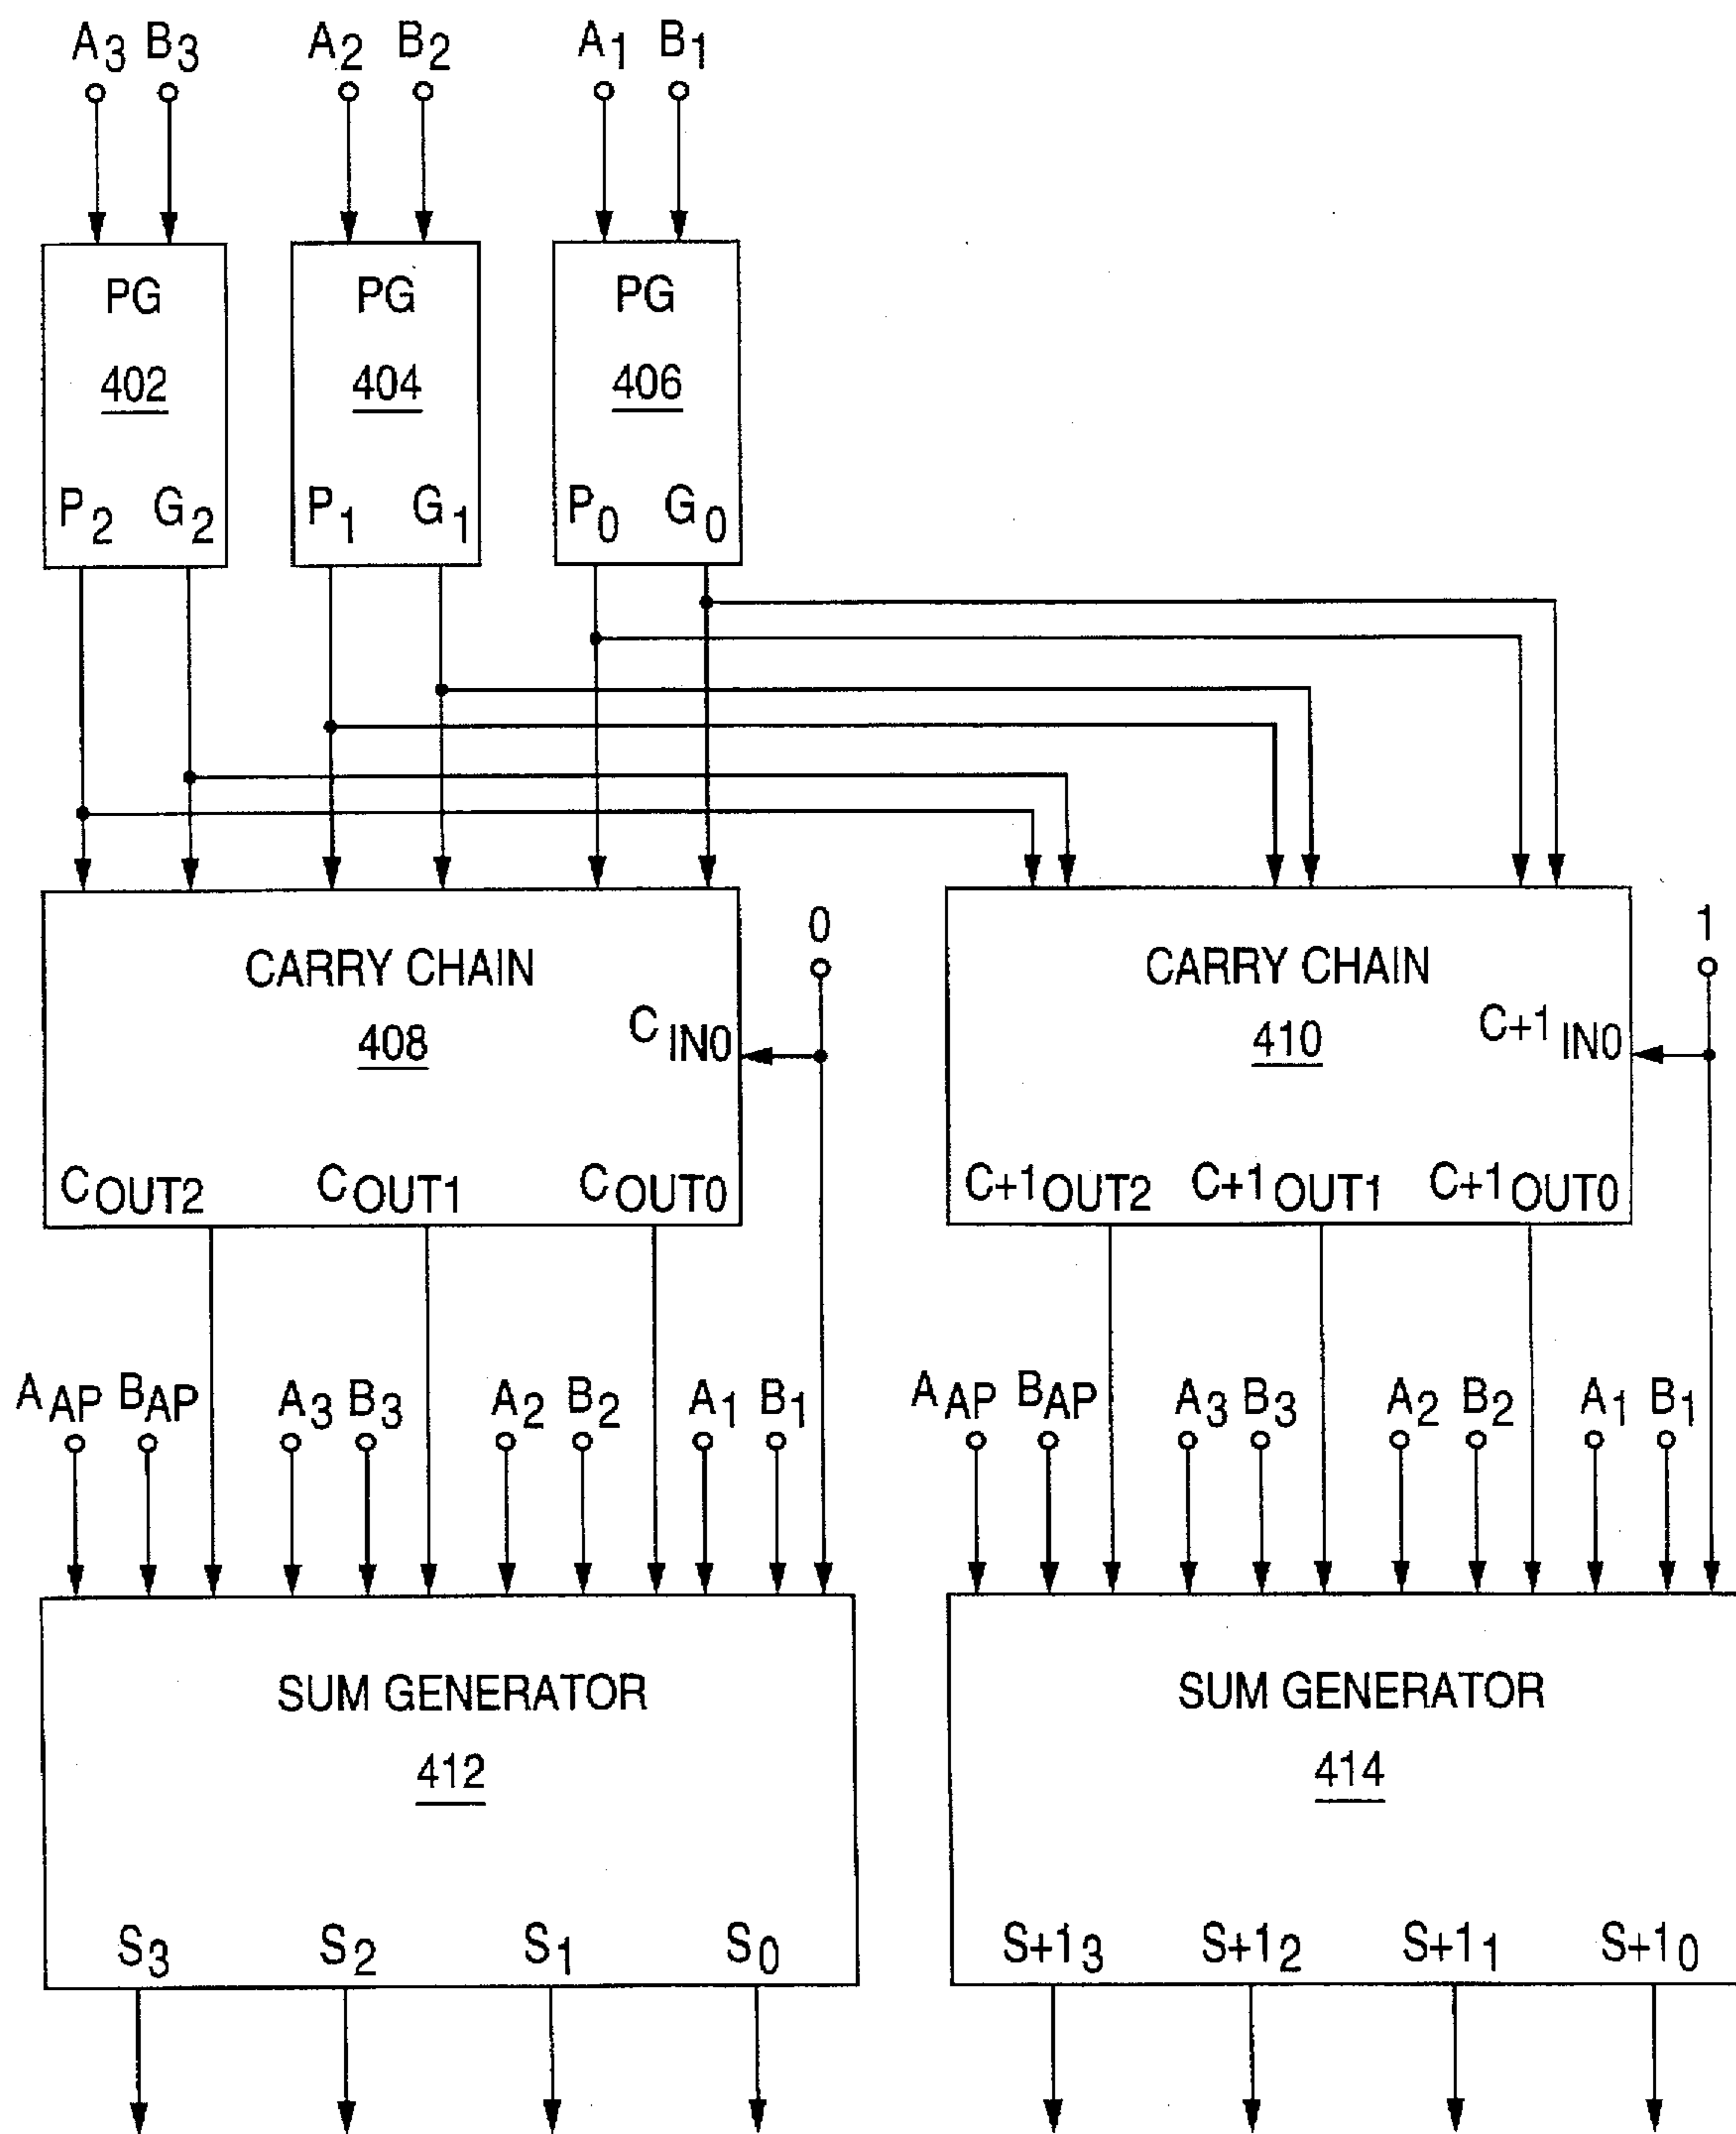 A3 B3 A2 B2 A1 B1
PG PG PG
402 404 406
P2 G2 P1 G1 P0 G0
0 1
CARRY CHAIN CARRY CHAIN
408 CIN0 410 C+1IN0
COUT2 COUT1 COUT0 C+1OUT2 C+1OUT1 C+1OUT0
AAP BAP A3 B3 A2 B2 A1 B1 AAP BAP A3 B3 A2 B2 A1 B1
SUM GENERATOR SUM GENERATOR
412 414
S3 S2 S1 S0 S+13 S+12 S+11 S+10